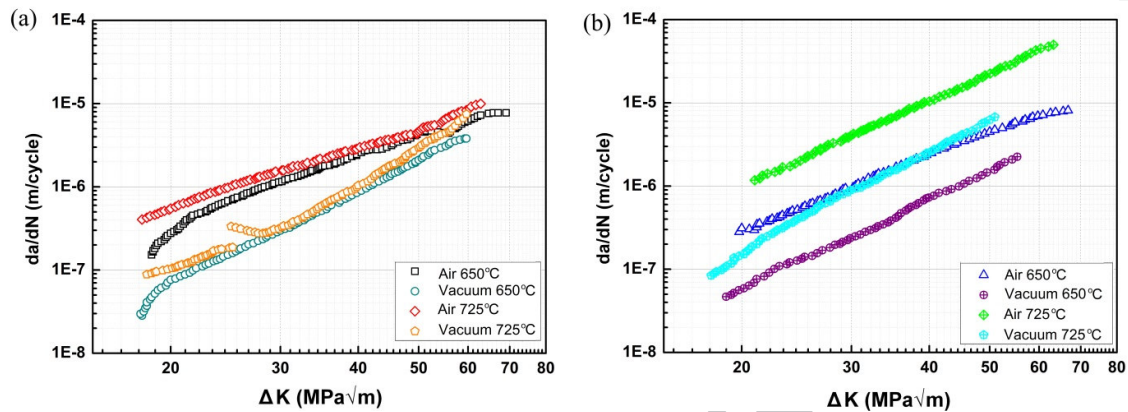 (a)
da/dN (m/cycle)
1E-4
1E-5
1E-6
1E-7
1E-8
Air 650℃
Vacuum 650℃
Air 725℃
Vacuum 725℃
20 30 40 50 60 70 80
Δ K (MPa√m)
(b)
da/dN (m/cycle)
1E-4
1E-5
1E-6
1E-7
1E-8
Air 650℃
Vacuum 650℃
Air 725℃
Vacuum 725℃
20 30 40 50 60 70 80
Δ K (MPa√m)